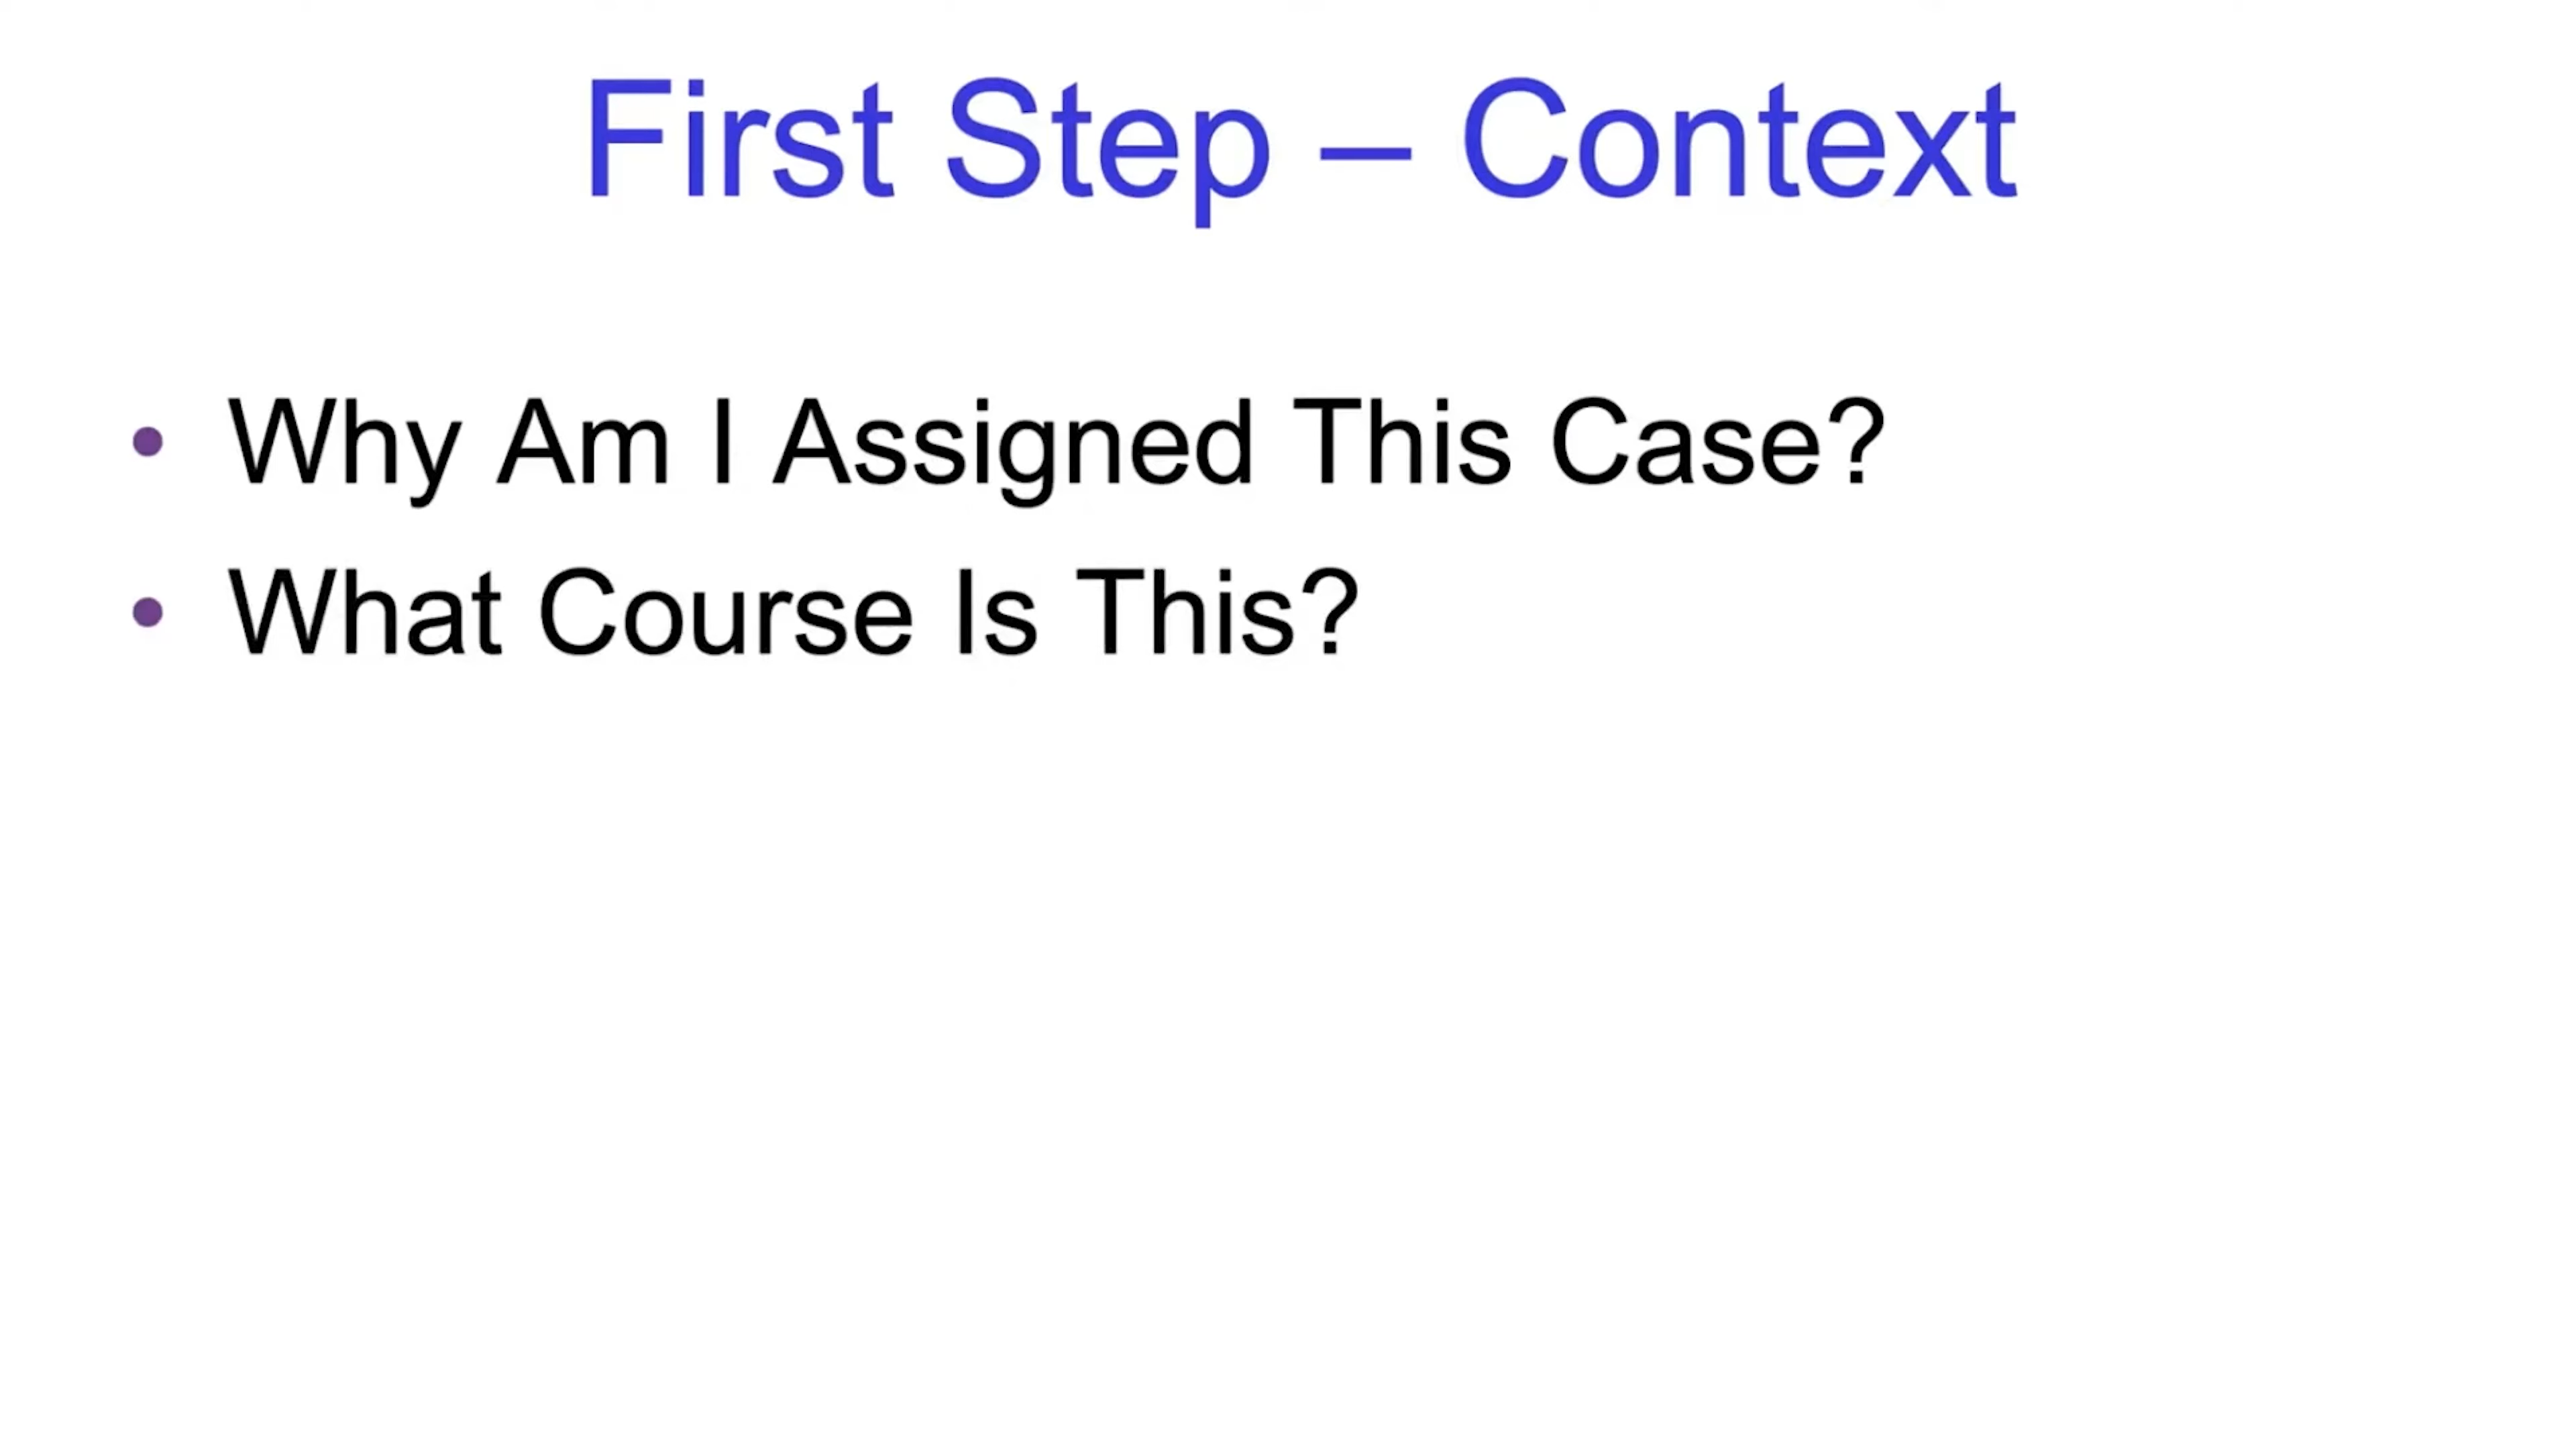 First Step – Context
• Why Am I Assigned This Case?
• What Course Is This?